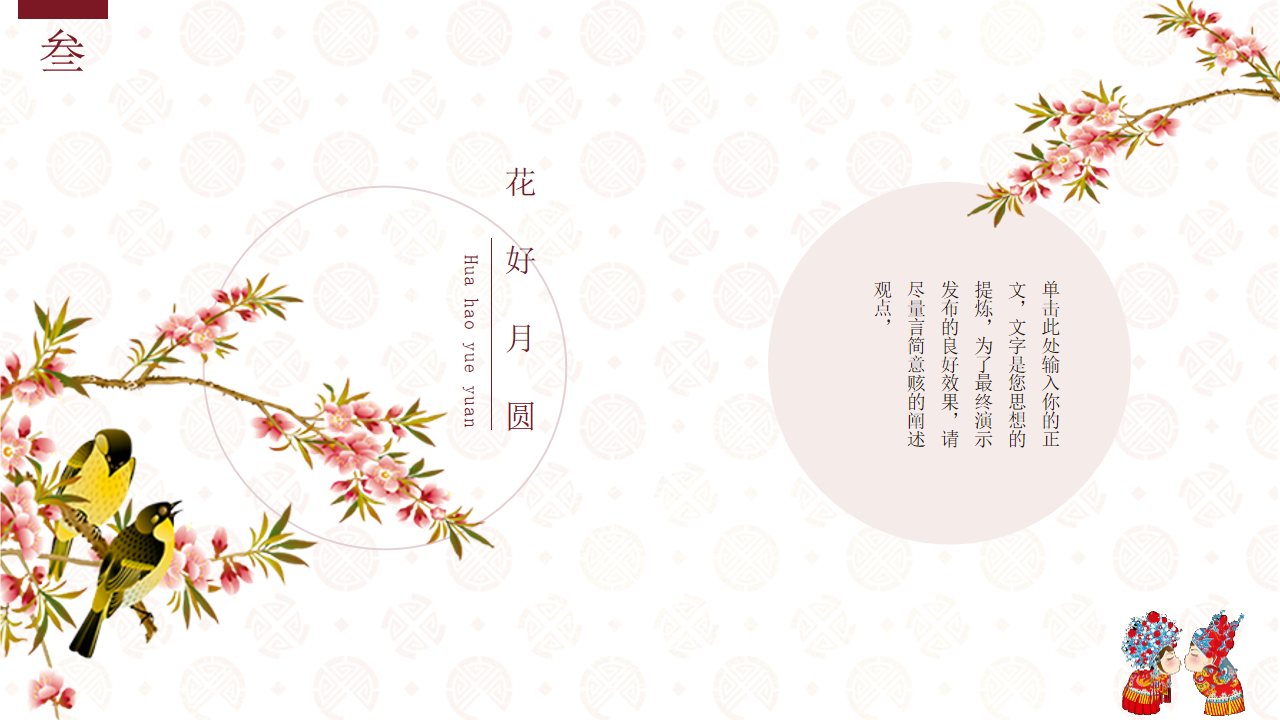 叁
花好月圆
Hua hao yue yuan
单击此处输入你的正
文，文字是您思想的
提炼，为了最终演示
发布的良好效果，请
尽量言简意赅的阐述
观点，